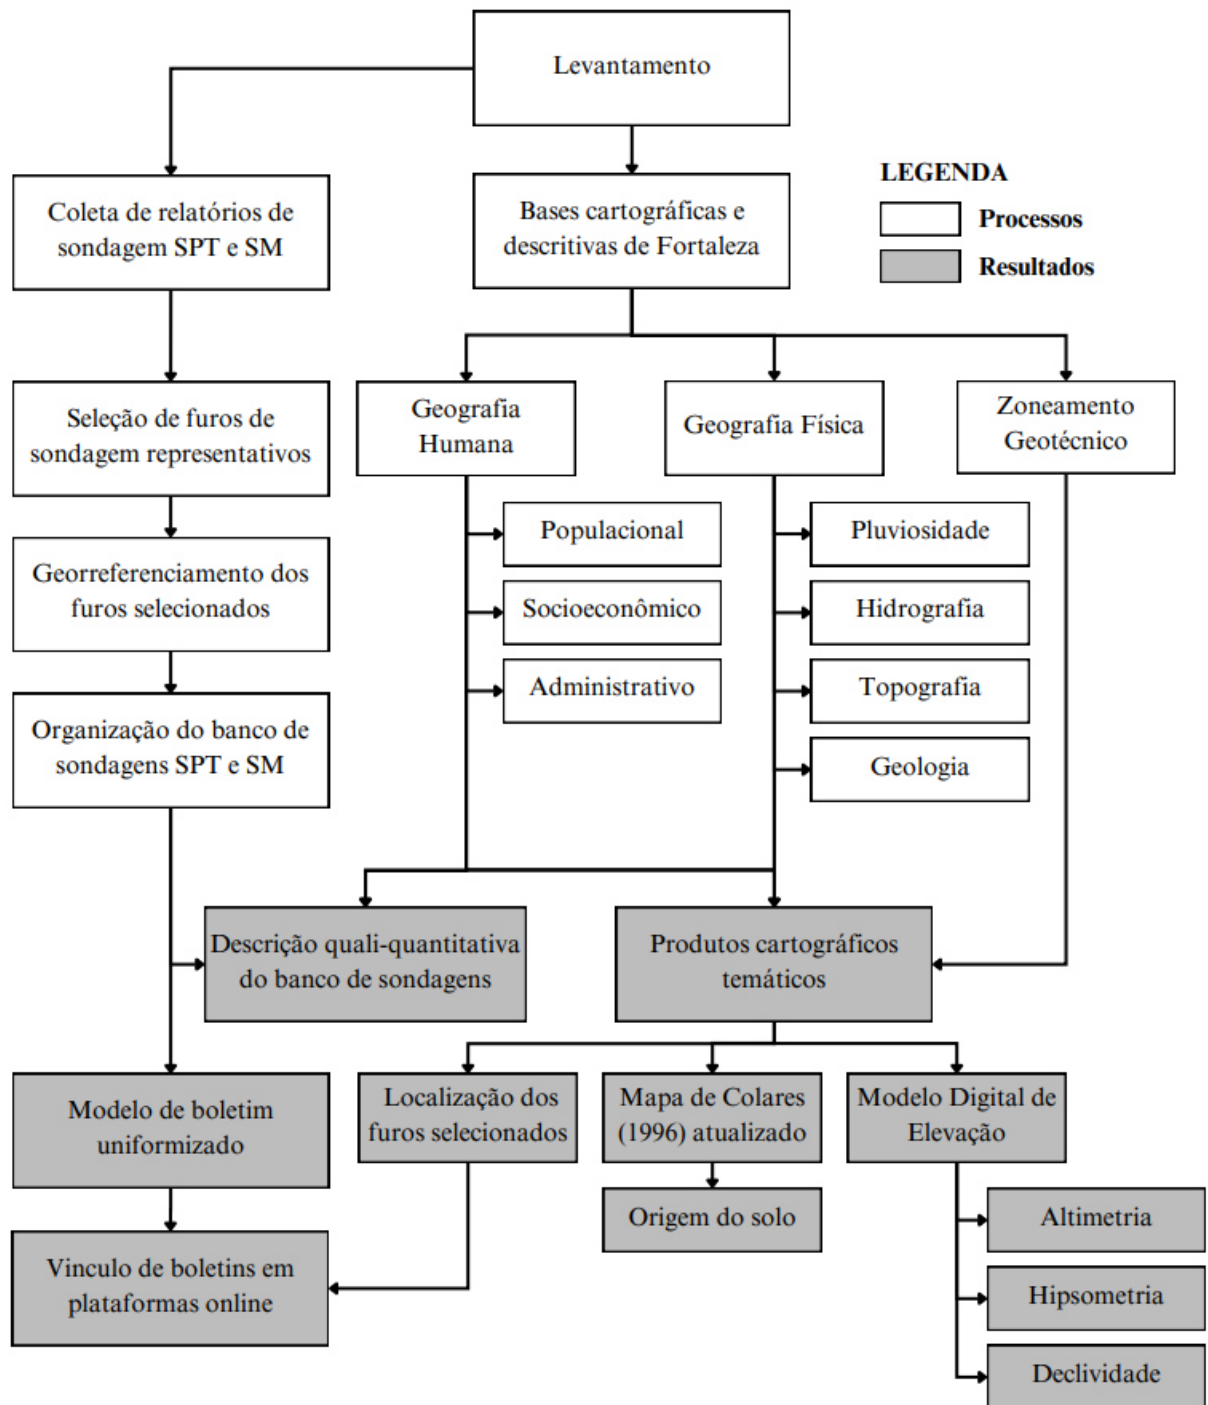 Levantamento
LEGENDA
Processos
Resultados
Coleta de relatórios de
sondagem SPT e SM
Bases cartográficas e
descritivas de Fortaleza
Seleção de furos de
sondagem representativos
Geografia
Humana
Geografia Física
Zoneamento
Geotécnico
Populacional
Socioeconômico
Administrativo
Pluviosidade
Hidrografia
Topografia
Geologia
Georreferenciamento dos
furos selecionados
Organização do banco de
sondagens SPT e SM
Descrição quali-quantitativa
do banco de sondagens
Produtos cartográficos
temáticos
Modelo de boletim
uniformizado
Localização dos
furos selecionados
Mapa de Colares
(1996) atualizado
Modelo Digital de
Elevação
Vinculo de boletins em
plataformas online
Origem do solo
Altimetria
Hipsometria
Declividade